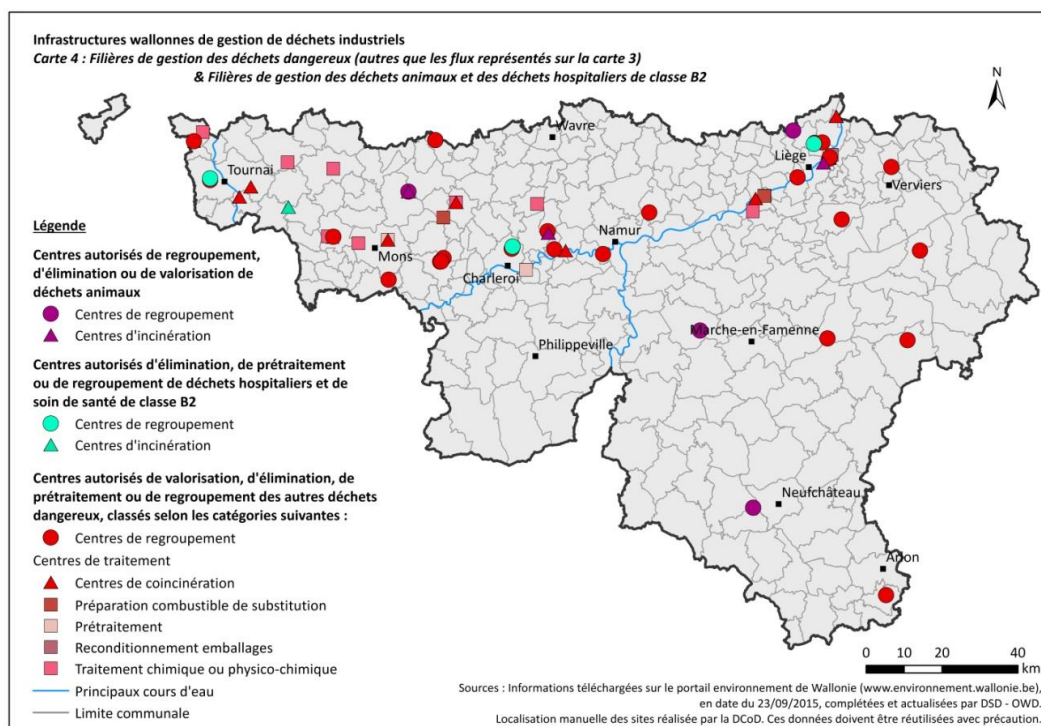 Infrastructures wallonnes de gestion de déchets industriels
Carte 4 : Filières de gestion des déchets dangereux (autres que les flux représentés sur la carte 3)
& Filières de gestion des déchets animaux et des déchets hospitaliers de classe B2
N
Wavre
Liège
Tournai
Verviers
Légende
Namur
Mons
Centres autorisés de regroupement,
d'élimination ou de valorisation de
déchets animaux
Charleroi
Centres de regroupement
Marche-en-Famenne
Centres d'incinération
Philippeville
Centres autorisés d'élimination, de prétraitement
ou de regroupement de déchets hospitaliers et de
soin de santé de classe B2
Centres de regroupement
Centres d'incinération
Centres autorisés de valorisation, d'élimination, de
prétraitement ou de regroupement des autres déchets
dangereux, classés selon les catégories suivantes :
Neufchâteau
Centres de regroupement
Centres de traitement
Arlon
Centres de coincinération
Préparation combustible de substitution
Prétraitement
Reconditionnement emballages
Traitement chimique ou physico-chimique
0 10 20 40
km
Principaux cours d'eau
Limite communale
Sources : Informations téléchargées sur le portail environnement de Wallonie (www.environnement.wallonie.be),
en date du 23/09/2015, complétées et actualisées par DSD - OWD.
Localisation manuelle des sites réalisée par la DCoD. Ces données doivent être réutilisées avec précaution.